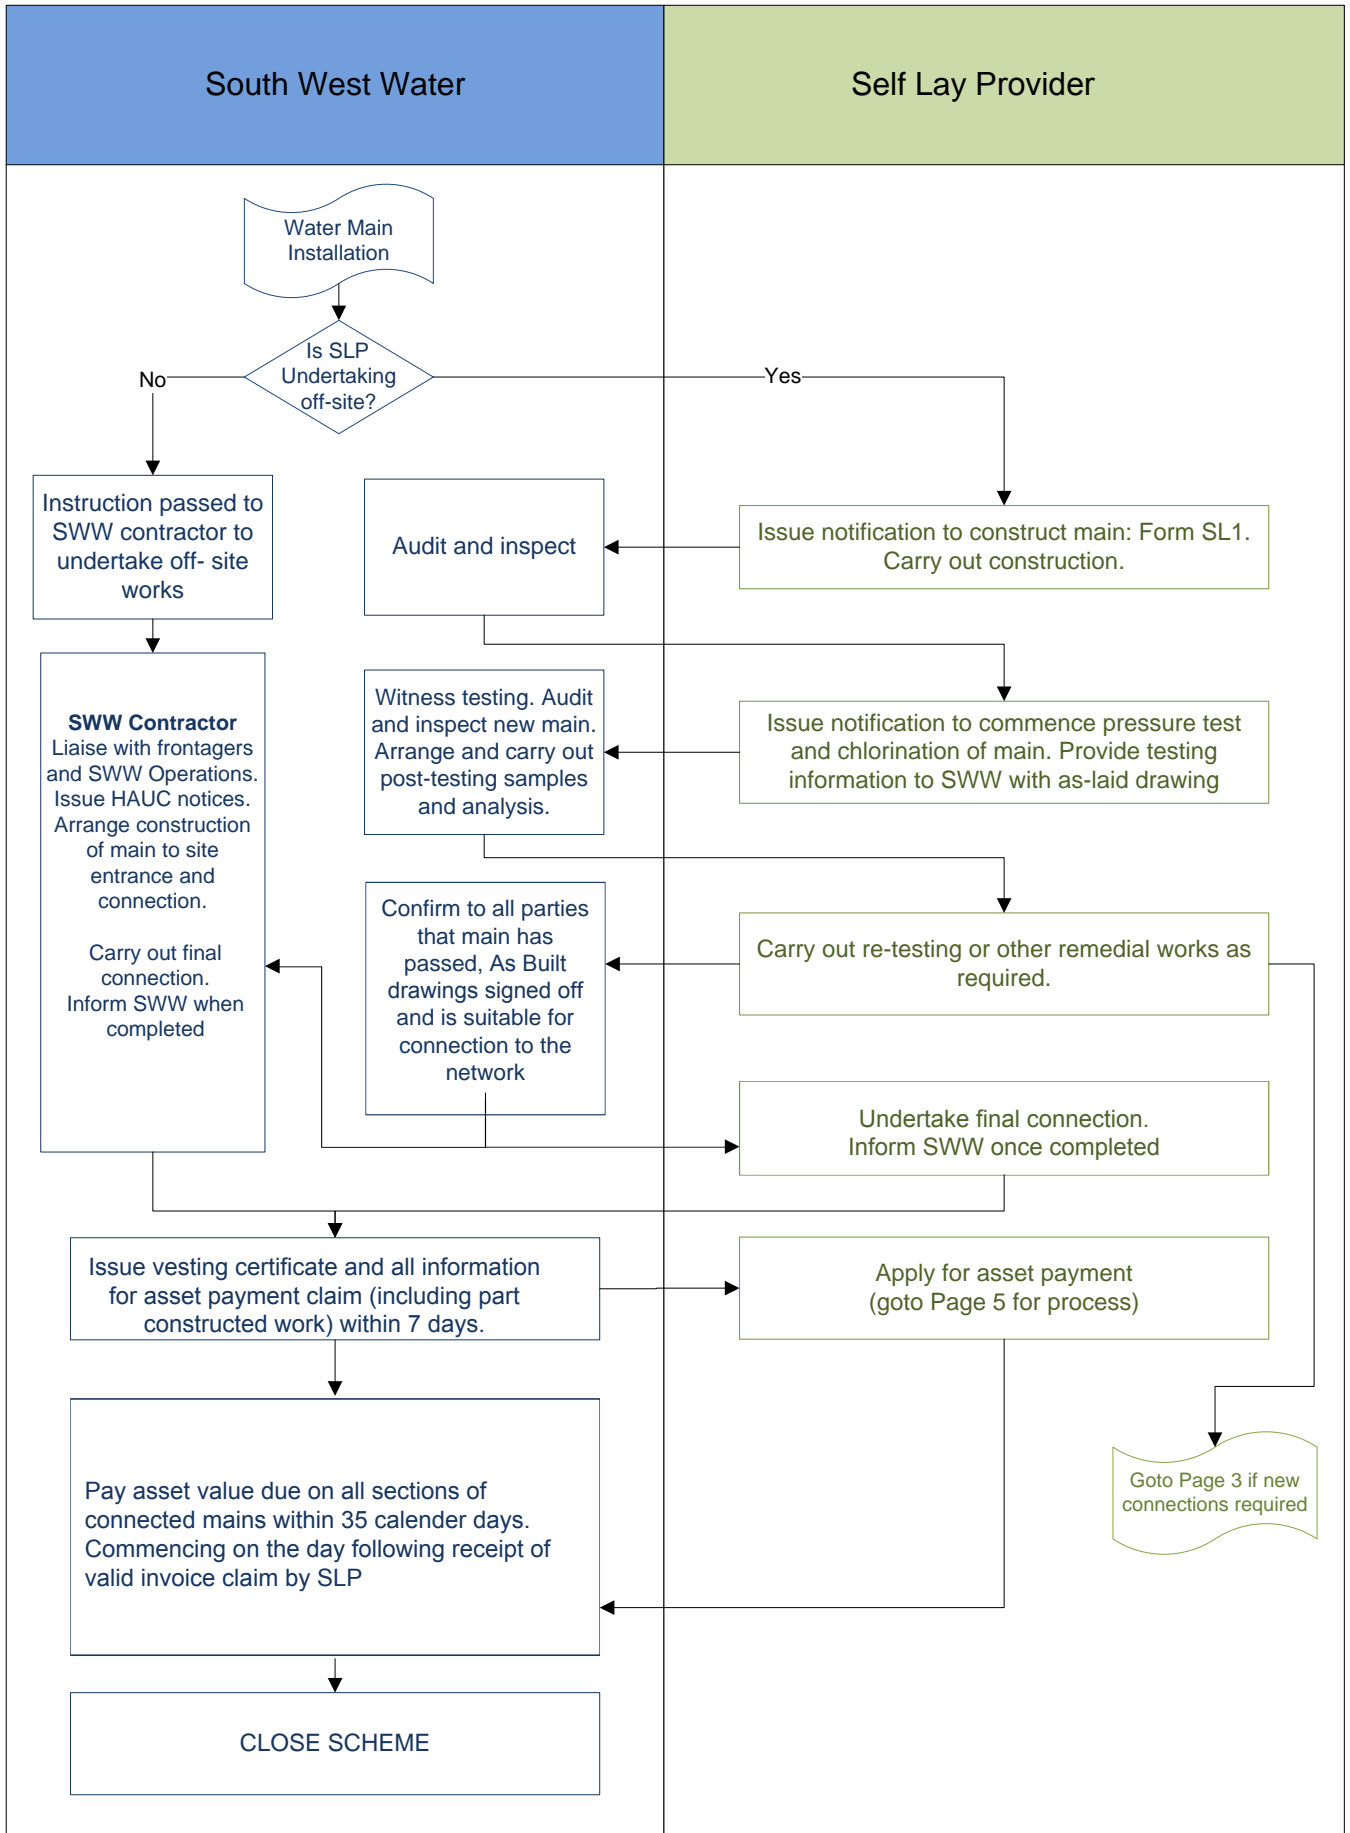 South West Water
Self Lay Provider
Water Main
Installation
Is SLP
Undertaking
off-site?
No
Yes
Instruction passed to
SWW contractor to
undertake off- site
works
Audit and inspect
Issue notification to construct main: Form SL1.
Carry out construction.
SWW Contractor
Liaise with frontagers
and SWW Operations.
Issue HAUC notices.
Arrange construction
of main to site
entrance and
connection.
Carry out final
connection.
Inform SWW when
completed
Witness testing. Audit
and inspect new main.
Arrange and carry out
post-testing samples
and analysis.
Issue notification to commence pressure test
and chlorination of main. Provide testing
information to SWW with as-laid drawing
Confirm to all parties
that main has
passed, As Built
drawings signed off
and is suitable for
connection to the
network
Carry out re-testing or other remedial works as
required.
Undertake final connection.
Inform SWW once completed
Issue vesting certificate and all information
for asset payment claim (including part
constructed work) within 7 days.
Apply for asset payment
(goto Page 5 for process)
Pay asset value due on all sections of
connected mains within 35 calender days.
Commencing on the day following receipt of
valid invoice claim by SLP
Goto Page 3 if new
connections required
CLOSE SCHEME